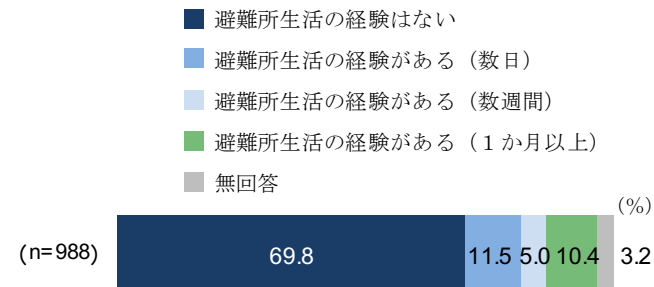 避難所生活の経験はない
避難所生活の経験がある（数日）
避難所生活の経験がある（数週間）
避難所生活の経験がある（１か月以上）
無回答
(%)
(n=988) 69.8 11.5 5.0 10.4 3.2